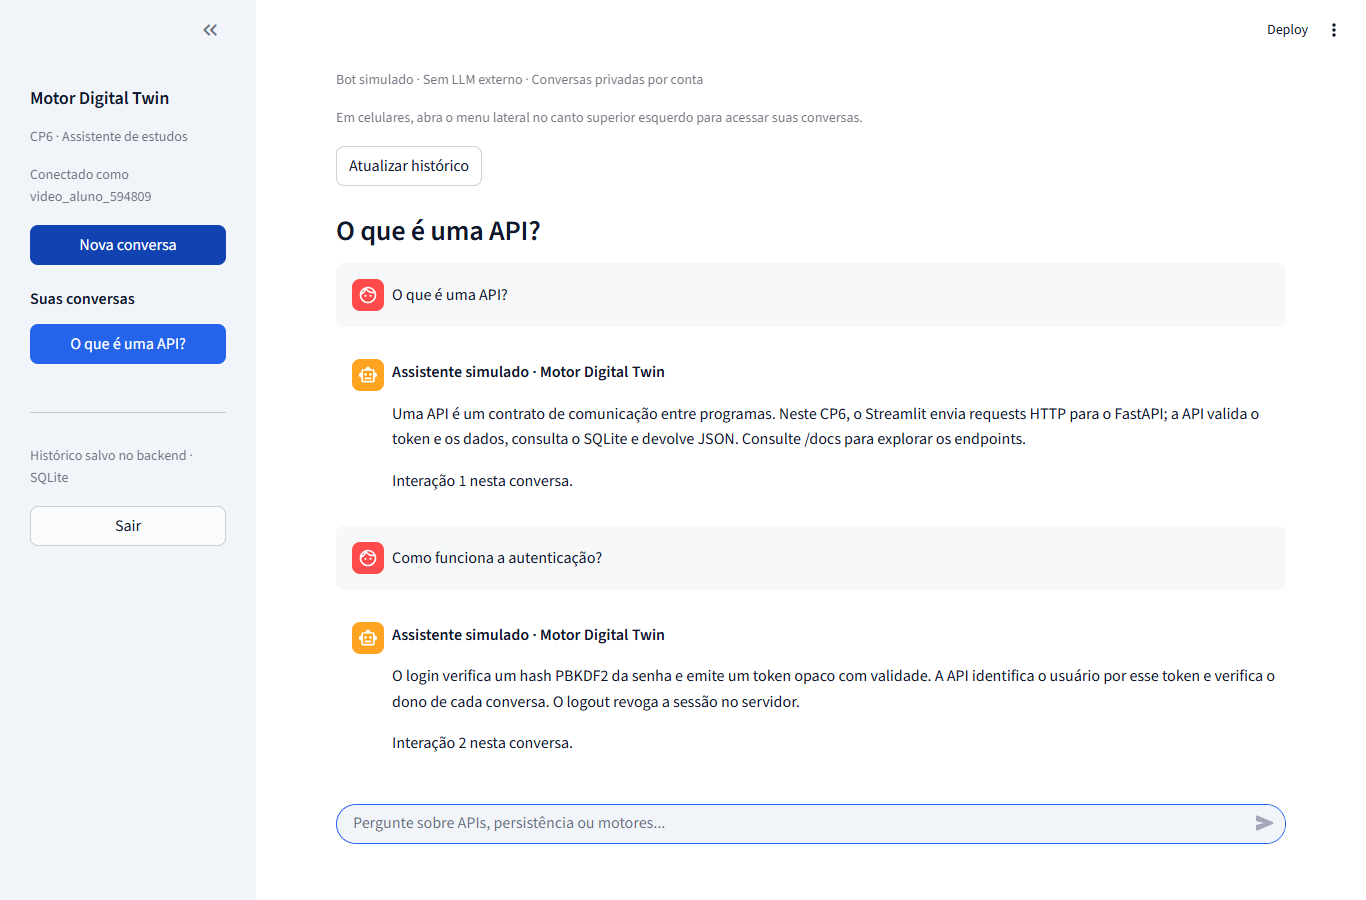 Deploy
Motor Digital Twin
CP6 · Assistente de estudos
Conectado como
video_aluno_594809
Nova conversa
Suas conversas
O que é uma API?
Histórico salvo no backend ·
SQLite
Sair
Bot simulado · Sem LLM externo · Conversas privadas por conta
Em celulares, abra o menu lateral no canto superior esquerdo para acessar suas conversas.
Atualizar histórico
O que é uma API?
O que é uma API?
Assistente simulado · Motor Digital Twin
Uma API é um contrato de comunicação entre programas. Neste CP6, o Streamlit envia requests HTTP para o FastAPI; a API valida o
token e os dados, consulta o SQLite e devolve JSON. Consulte /docs para explorar os endpoints.
Interação 1 nesta conversa.
Como funciona a autenticação?
Assistente simulado · Motor Digital Twin
O login verifica um hash PBKDF2 da senha e emite um token opaco com validade. A API identifica o usuário por esse token e verifica o
dono de cada conversa. O logout revoga a sessão no servidor.
Interação 2 nesta conversa.
Pergunte sobre APIs, persistência ou motores...